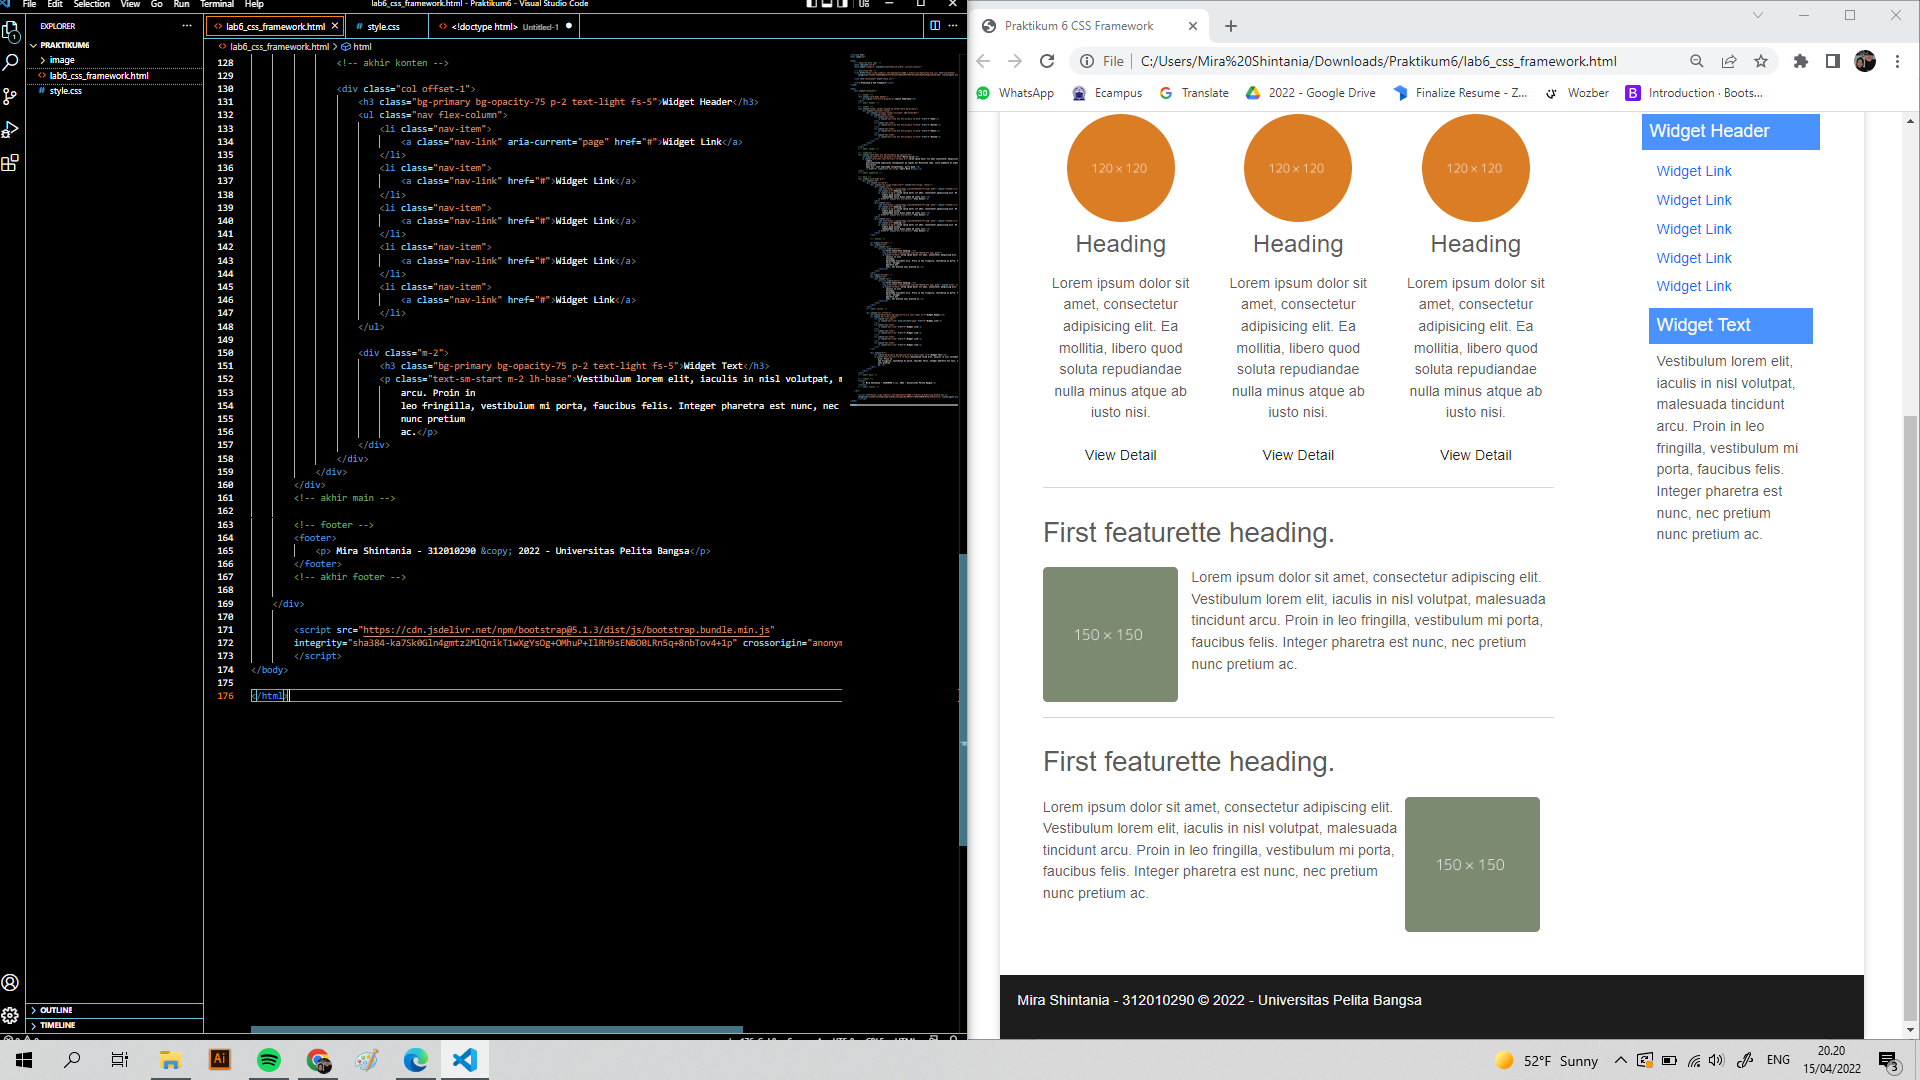 File Edit Selection View Go Run Terminal Help
lab6_css_framework.html - Praktikum6 - Visual Studio Code
EXPLORER
PRAKTIKUM6
image
lab6_css_framework.html
style.css
OUTLINE
TIMELINE
lab6_css_framework.html
style.css
<!doctype html> Untitled-1
lab6_css_framework.html > html
128 <!-- akhir konten -->
129
130 <div class="col offset-1">
131 <h3 class="bg-primary bg-opacity-75 p-2 text-light fs-5">Widget Header</h3>
132 <ul class="nav flex-column">
133 <li class="nav-item">
134 <a class="nav-link" aria-current="page" href="#">Widget Link</a>
135 </li>
136 <li class="nav-item">
137 <a class="nav-link" href="#">Widget Link</a>
138 </li>
139 <li class="nav-item">
140 <a class="nav-link" href="#">Widget Link</a>
141 </li>
142 <li class="nav-item">
143 <a class="nav-link" href="#">Widget Link</a>
144 </li>
145 <li class="nav-item">
146 <a class="nav-link" href="#">Widget Link</a>
147 </li>
148 </ul>
149
150 <div class="m-2">
151 <h3 class="bg-primary bg-opacity-75 p-2 text-light fs-5">Widget Text</h3>
152 <p class="text-sm-start m-2 lh-base">Vestibulum lorem elit, iaculis in nisl volutpat,
153 arcu. Proin in
154 leo fringilla, vestibulum mi porta, faucibus felis. Integer pharetra est nunc, nec
155 nunc pretium
156 ac.</p>
157 </div>
158 </div>
159 </div>
160 </div>
161 <!-- akhir main -->
162
163 <!-- footer -->
164 <footer>
165 <p> Mira Shintania - 312010290 &copy; 2022 - Universitas Pelita Bangsa</p>
166 </footer>
167 <!-- akhir footer -->
168
169 </div>
170
171 <script src="https://cdn.jsdelivr.net/npm/bootstrap@5.1.3/dist/js/bootstrap.bundle.min.js"
172 integrity="sha384-ka7Sk0Gln4gmtz2MlQnikT1wXgYsOg+OMhuP+IlRH9sENBO0LRn5q+8nbTov4+1p" crossorigin="anonym
173 </script>
174 </body>
175
176 </html>
Praktikum 6 CSS Framework
File C:/Users/Mira%20Shintania/Downloads/Praktikum6/lab6_css_framework.html
WhatsApp
Ecampus
Translate
2022 - Google Drive
Finalize Resume - Z...
Wozber
Introduction · Boots...
120 × 120
120 × 120
120 × 120
Heading
Heading
Heading
Lorem ipsum dolor sit
amet, consectetur
adipisicing elit. Ea
mollitia, libero quod
soluta repudiandae
nulla minus atque ab
iusto nisi.
Lorem ipsum dolor sit
amet, consectetur
adipisicing elit. Ea
mollitia, libero quod
soluta repudiandae
nulla minus atque ab
iusto nisi.
Lorem ipsum dolor sit
amet, consectetur
adipisicing elit. Ea
mollitia, libero quod
soluta repudiandae
nulla minus atque ab
iusto nisi.
View Detail
View Detail
View Detail
Widget Header
Widget Link
Widget Link
Widget Link
Widget Link
Widget Link
Widget Text
Vestibulum lorem elit,
iaculis in nisl volutpat,
malesuada tincidunt
arcu. Proin in leo
fringilla, vestibulum mi
porta, faucibus felis.
Integer pharetra est
nunc, nec pretium
nunc pretium ac.
First featurette heading.
150 × 150
Lorem ipsum dolor sit amet, consectetur adipiscing elit.
Vestibulum lorem elit, iaculis in nisl volutpat, malesuada
tincidunt arcu. Proin in leo fringilla, vestibulum mi porta,
faucibus felis. Integer pharetra est nunc, nec pretium
nunc pretium ac.
First featurette heading.
Lorem ipsum dolor sit amet, consectetur adipiscing elit.
Vestibulum lorem elit, iaculis in nisl volutpat, malesuada
tincidunt arcu. Proin in leo fringilla, vestibulum mi porta,
faucibus felis. Integer pharetra est nunc, nec pretium
nunc pretium ac.
150 × 150
Mira Shintania - 312010290 © 2022 - Universitas Pelita Bangsa
Ai
52°F Sunny
ENG
20.20
15/04/2022
3